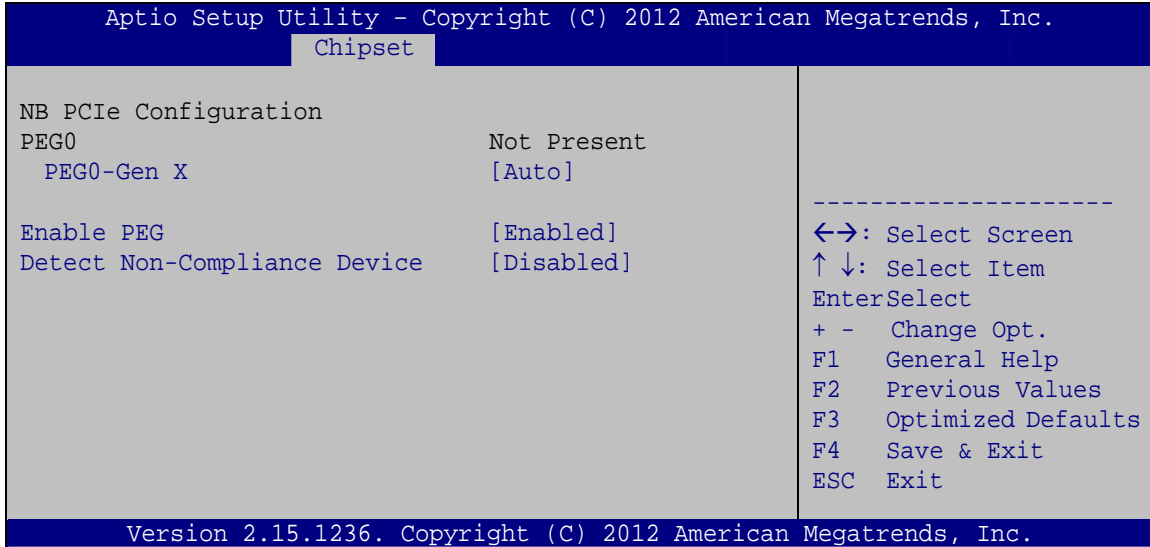 Aptio Setup Utility – Copyright (C) 2012 American Megatrends, Inc.
Chipset
NB PCIe Configuration
PEG0 Not Present
PEG0-Gen X [Auto]
Enable PEG [Enabled]
Detect Non-Compliance Device [Disabled]
---------------------
←→: Select Screen
↑ ↓: Select Item
EnterSelect
+ - Change Opt.
F1 General Help
F2 Previous Values
F3 Optimized Defaults
F4 Save & Exit
ESC Exit
Version 2.15.1236. Copyright (C) 2012 American Megatrends, Inc.